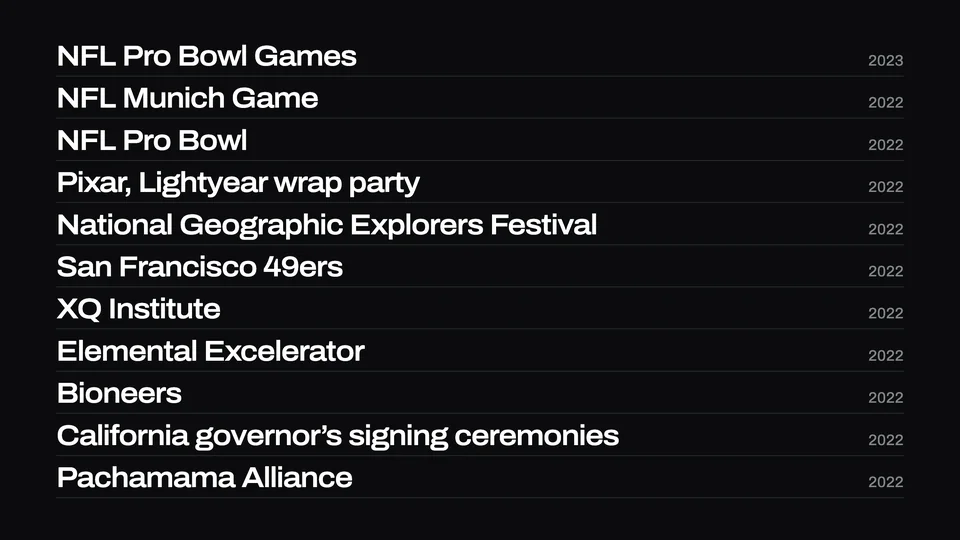 NFL Pro Bowl Games 2023
NFL Munich Game 2022
NFL Pro Bowl 2022
Pixar, Lightyear wrap party 2022
National Geographic Explorers Festival 2022
San Francisco 49ers 2022
XQ Institute 2022
Elemental Excelerator 2022
Bioneers 2022
California governor’s signing ceremonies 2022
Pachamama Alliance 2022